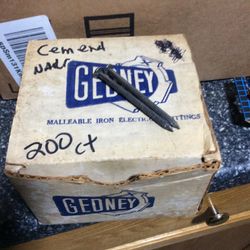 Cement
Nails
GEDNEY
MALLEABLE IRON ELECTRICAL FITTINGS
200 ct
GEDNEY